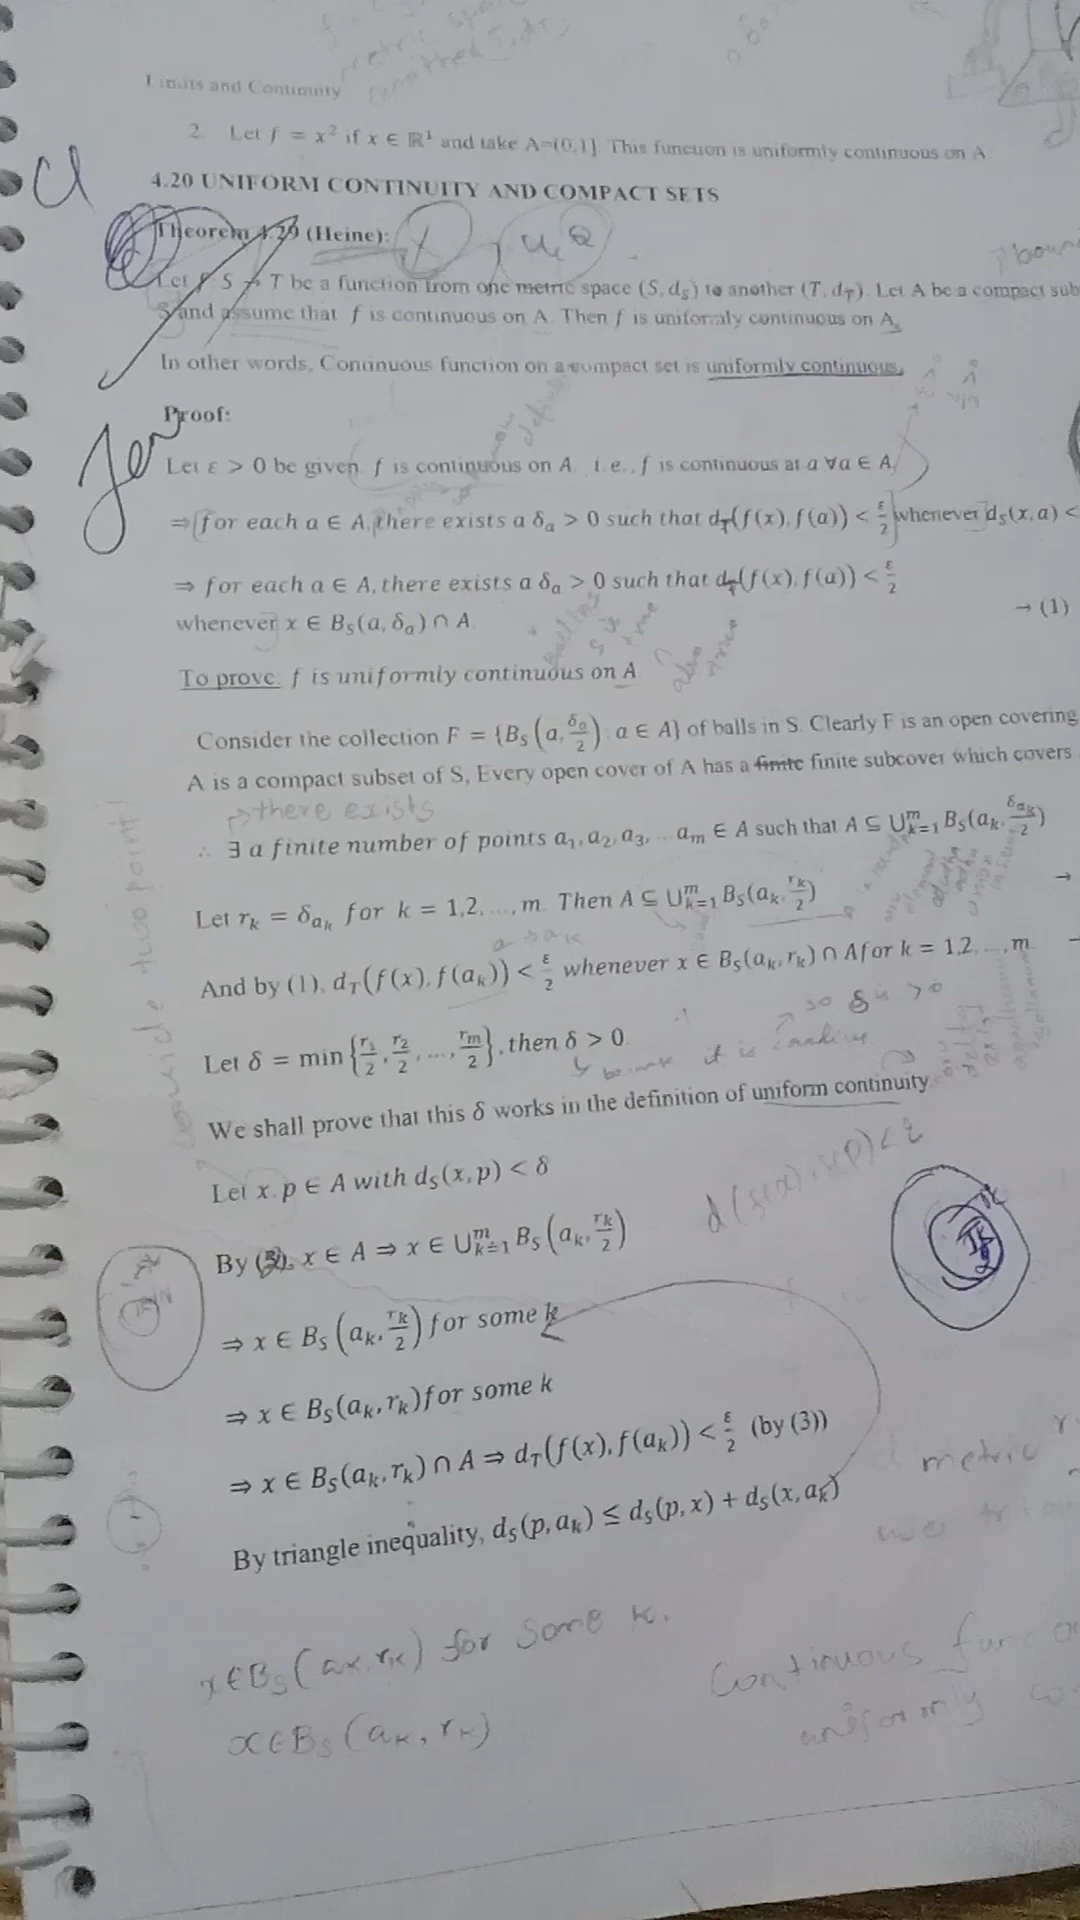 Limits and Continuity
2. Let f = x² if x ∈ ℝ¹ and take A=(0,1]. This function is uniformly continuous on A
4.20 UNIFORM CONTINUITY AND COMPACT SETS
Theorem 4.29 (Heine):
Let f: S → T be a function from one metric space (S, d_S) to another (T, d_T). Let A be a compact sub
S and assume that f is continuous on A. Then f is uniformly continuous on A.
In other words, Continuous function on a compact set is uniformly continuous.
Proof:
Let ε > 0 be given. f is continuous on A. i.e., f is continuous at a ∀a ∈ A
⇒ for each a ∈ A, there exists a δ_a > 0 such that d_T(f(x), f(a)) < ε/2 whenever d_S(x, a) <
⇒ for each a ∈ A, there exists a δ_a > 0 such that d_T(f(x), f(a)) < ε/2
whenever x ∈ B_S(a, δ_a) ∩ A. → (1)
To prove: f is uniformly continuous on A
Consider the collection F = {B_S(a, δ_a/2) : a ∈ A} of balls in S. Clearly F is an open covering
A is a compact subset of S, Every open cover of A has a finite finite subcover which covers
there exists
∴ ∃ a finite number of points a₁, a₂, a₃, ... a_m ∈ A such that A ⊆ ∪ᵐ_{k=1} B_S(a_k, δ_{a_k}/2)
Let r_k = δ_{a_k} for k = 1,2, ..., m. Then A ⊆ ∪ᵐ_{k=1} B_S(a_k, r_k/2) →
And by (1), d_T(f(x), f(a_k)) < ε/2 whenever x ∈ B_S(a_k, r_k) ∩ A for k = 1,2, ..., m
so δ is > 0
Let δ = min {r₁/2, r₂/2, ..., r_m/2}, then δ > 0.
We shall prove that this δ works in the definition of uniform continuity.
Let x, p ∈ A with d_S(x, p) < δ
By (2), x ∈ A ⇒ x ∈ ∪ᵐ_{k=1} B_S(a_k, r_k/2)
⇒ x ∈ B_S(a_k, r_k/2) for some k
⇒ x ∈ B_S(a_k, r_k) for some k
⇒ x ∈ B_S(a_k, r_k) ∩ A ⇒ d_T(f(x), f(a_k)) < ε/2 (by (3))
metric
By triangle inequality, d_S(p, a_k) ≤ d_S(p, x) + d_S(x, a_k)
x ∈ B_S(a_k, r_k) for some k.
x ∈ B_S(a_k, r_k)
Continuous
uniformly